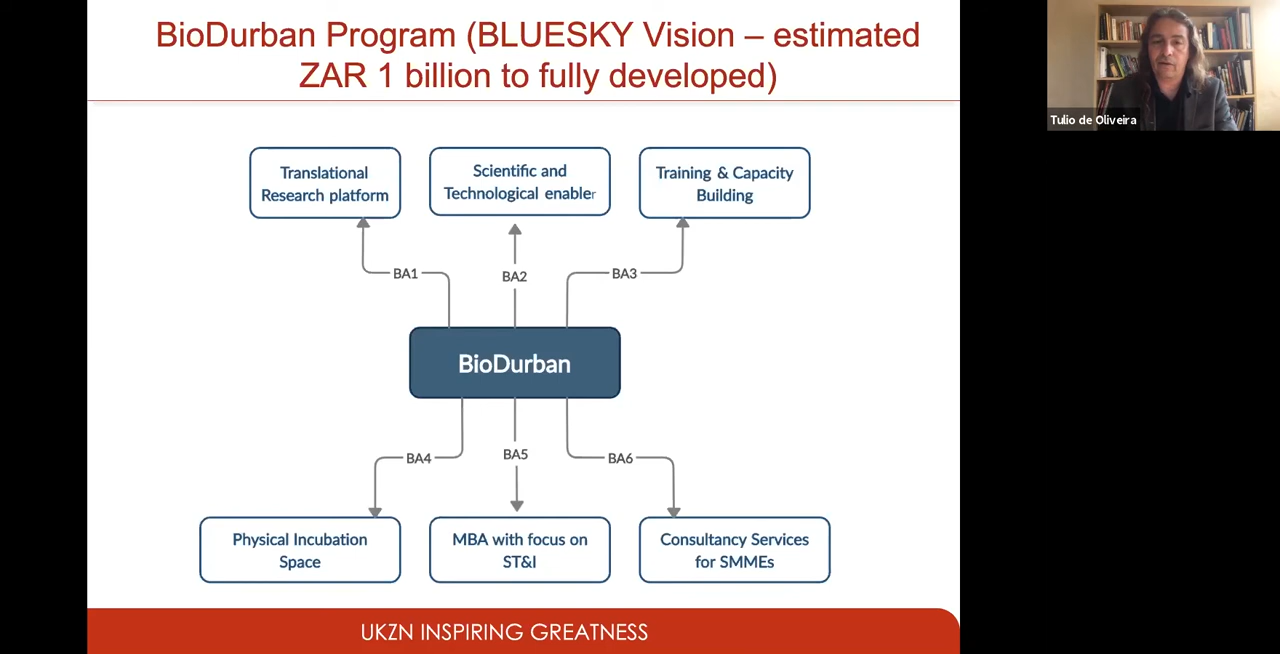 BioDurban Program (BLUESKY Vision – estimated
ZAR 1 billion to fully developed)
Tulio de Oliveira
Translational
Research platform
Scientific and
Technological enabler
Training & Capacity
Building
BA1
BA2
BA3
BioDurban
BA4
BA5
BA6
Physical Incubation
Space
MBA with focus on
ST&I
Consultancy Services
for SMMEs
UKZN INSPIRING GREATNESS